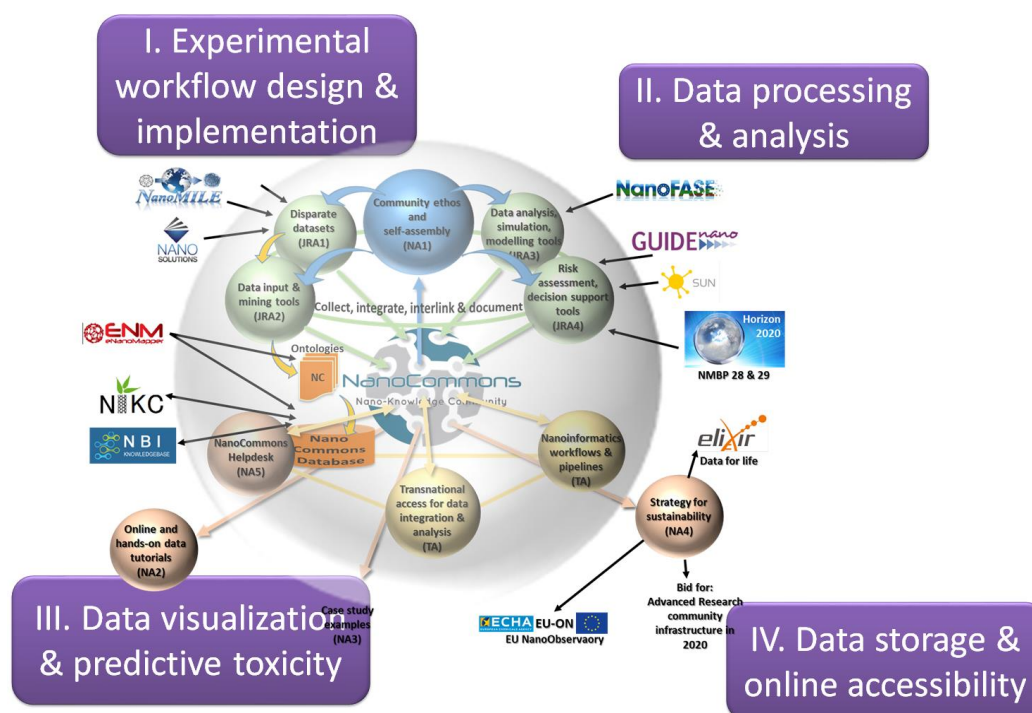 I. Experimental
workflow design &
implementation
II. Data processing
& analysis
NanoMILE
NANO
SOLUTIONS
Disparate
datasets
(JRA1)
Community ethos
and
self-assembly
(NA1)
Data analysis,
simulation,
modelling tools
(JRA3)
NanoFASE
GUIDEnano
SUN
Data input &
mining tools
(JRA2)
Risk
assessment,
decision support
tools
(JRA4)
Collect, integrate, interlink & document
Horizon
2020
NMBP 28 & 29
ENM
eNanoMapper
Ontologies
NC
NanoCommons
Nano-Knowledge Community
NIKC
NBI
KNOWLEDGEBASE
NanoCommons
Helpdesk
(NA5)
Nano
Commons
Database
Nanoinformatics
workflows &
pipelines
(TA)
elixir
Data for life
Transnational
access for data
integration &
analysis
(TA)
Strategy for
sustainability
(NA4)
Online and
hands-on data
tutorials
(NA2)
III. Data visualization
& predictive toxicity
Case study
examples
(NA3)
ECHA EU-ON
EU NanoObservaory
Bid for:
Advanced Research
community
infrastructure in
2020
IV. Data storage &
online accessibility